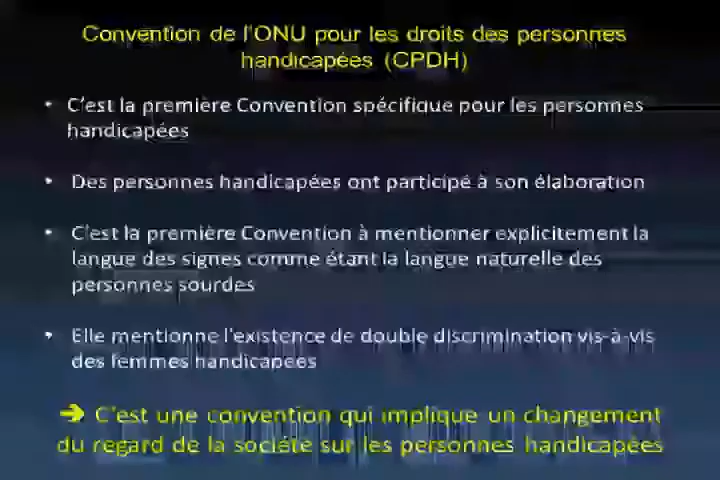 Convention de l'ONU pour les droits des personnes
handicapées (CPDH)
• C'est la première Convention spécifique pour les personnes
handicapées
• Des personnes handicapées ont participé à son élaboration
• C'est la première Convention à mentionner explicitement la
langue des signes comme étant la langue naturelle des
personnes sourdes
• Elle mentionne l'existence de double discrimination vis-à-vis
des femmes handicapées
➔ C'est une convention qui implique un changement
du regard de la société sur les personnes handicapées